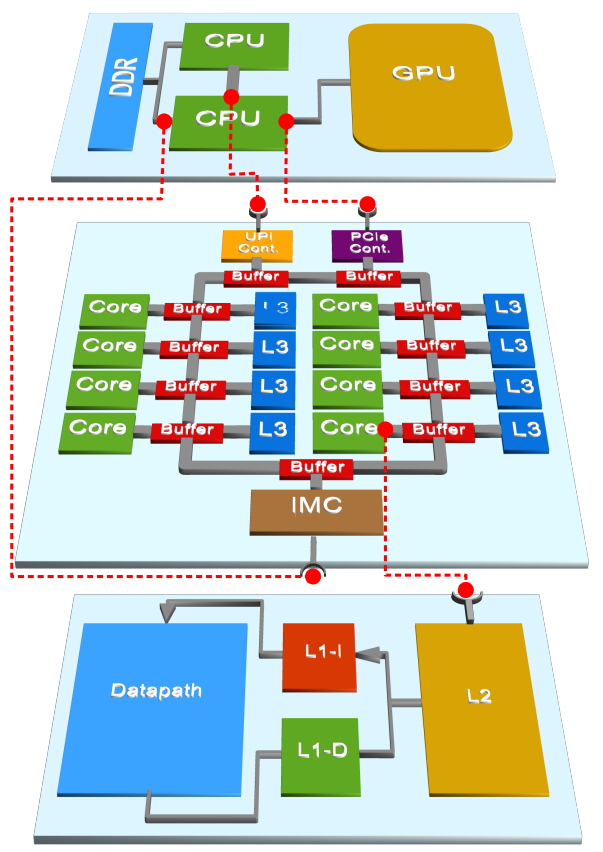 CPU
DDR
GPU
CPU
UPI
Cont.
PCIe
Cont.
Buffer
Buffer
Core
Buffer
L3
Core
Buffer
L3
Core
Buffer
L3
Core
Buffer
L3
Core
Buffer
L3
Core
Buffer
L3
Core
Buffer
L3
Core
Buffer
L3
Buffer
IMC
L1-I
Datapath
L2
L1-D